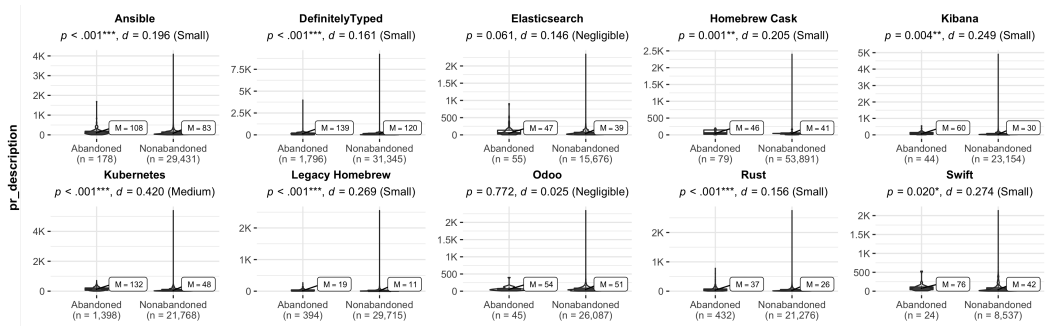 Ansible
p < .001***, d = 0.196 (Small)
4K
3K
2K
1K
0
M = 108
M = 83
Abandoned
(n = 178)
Nonabandoned
(n = 29,431)
DefinitelyTyped
p < .001***, d = 0.161 (Small)
7.5K
5K
2.5K
0
M = 139
M = 120
Abandoned
(n = 1,796)
Nonabandoned
(n = 31,345)
Elasticsearch
p = 0.061, d = 0.146 (Negligible)
2K
1.5K
1K
500
0
M = 47
M = 39
Abandoned
(n = 55)
Nonabandoned
(n = 15,676)
Homebrew Cask
p = 0.001**, d = 0.205 (Small)
2.5K
2K
1.5K
1K
500
0
M = 46
M = 41
Abandoned
(n = 79)
Nonabandoned
(n = 53,891)
Kibana
p = 0.004**, d = 0.249 (Small)
5K
4K
3K
2K
1K
0
M = 60
M = 30
Abandoned
(n = 44)
Nonabandoned
(n = 23,154)
pr_description
Kubernetes
p < .001***, d = 0.420 (Medium)
4K
2K
0
M = 132
M = 48
Abandoned
(n = 1,398)
Nonabandoned
(n = 21,768)
Legacy Homebrew
p < .001***, d = 0.269 (Small)
2K
1K
0
M = 19
M = 11
Abandoned
(n = 394)
Nonabandoned
(n = 29,715)
Odoo
p = 0.772, d = 0.025 (Negligible)
2K
1.5K
1K
500
0
M = 54
M = 51
Abandoned
(n = 45)
Nonabandoned
(n = 26,087)
Rust
p < .001***, d = 0.156 (Small)
2K
1K
0
M = 37
M = 26
Abandoned
(n = 432)
Nonabandoned
(n = 21,276)
Swift
p = 0.020*, d = 0.274 (Small)
2K
1.5K
1K
500
0
M = 76
M = 42
Abandoned
(n = 24)
Nonabandoned
(n = 8,537)